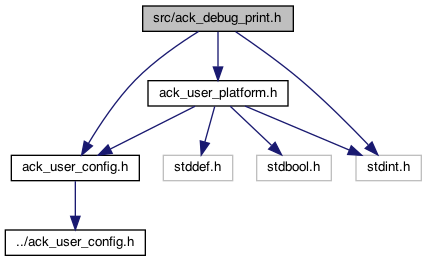 src/ack_debug_print.h
ack_user_platform.h
ack_user_config.h
stddef.h
stdbool.h
stdint.h
../ack_user_config.h